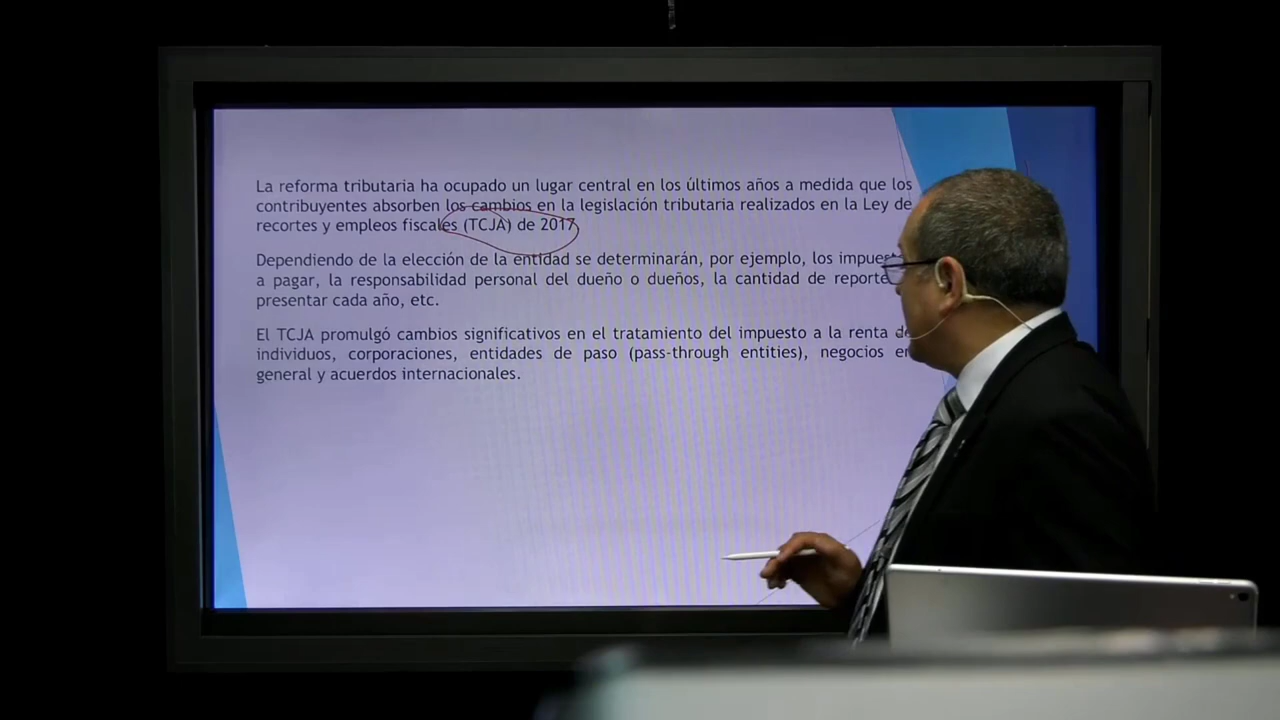 La reforma tributaria ha ocupado un lugar central en los últimos años a medida que los
contribuyentes absorben los cambios en la legislación tributaria realizados en la Ley de
recortes y empleos fiscales (TCJA) de 2017
Dependiendo de la elección de la entidad se determinarán, por ejemplo, los
a pagar, la responsabilidad personal del dueño o dueños, la cantidad de
presentar cada año, etc.
El TCJA promulgó cambios significativos en el tratamiento del impuesto a la renta
individuos, corporaciones, entidades de paso (pass-through entities), negocios
general y acuerdos internacionales.